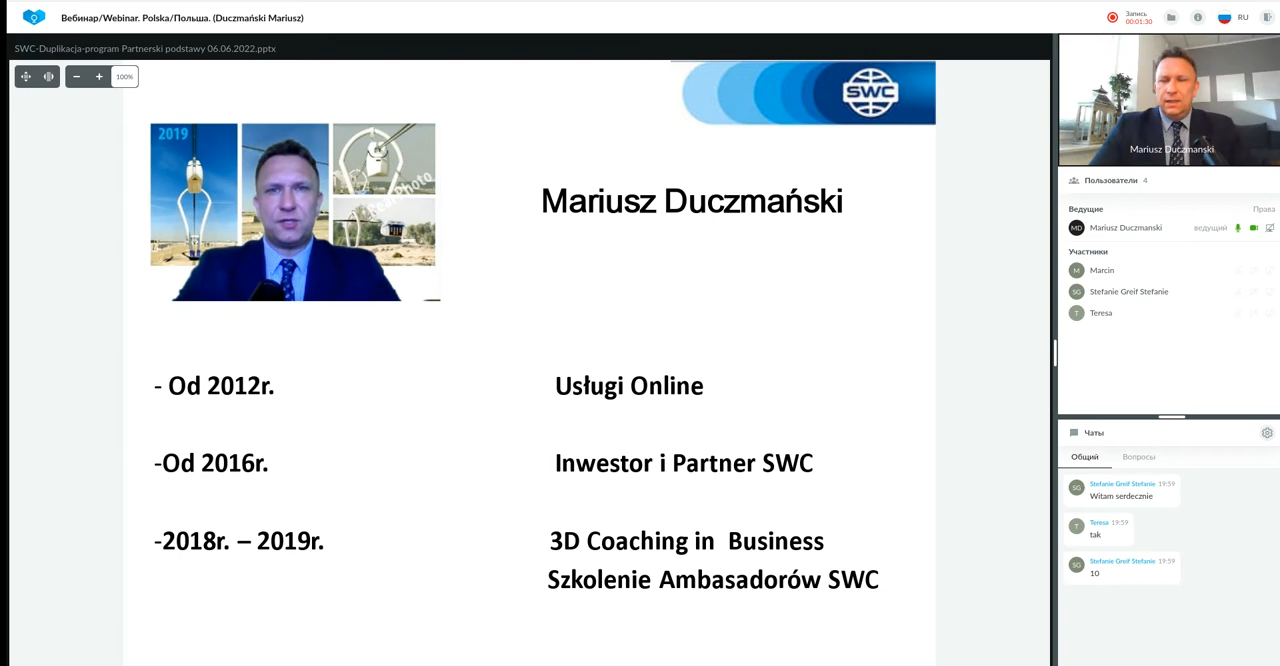 Вебинар/Webinar. Polska/Польша. (Duczmański Mariusz)
Запись
00:01:30
RU
SWC-Duplikacja-program Partnerski podstawy 06.06.2022.pptx
100%
SWC
2019
Real photo
Mariusz Duczmański
- Od 2012r. Usługi Online
-Od 2016r. Inwestor i Partner SWC
-2018r. – 2019r. 3D Coaching in Business
Szkolenie Ambasadorów SWC
Mariusz Duczmanski
Пользователи 4
Ведущие Права
MD Mariusz Duczmanski ведущий
Участники
M Marcin
SG Stefanie Greif Stefanie
T Teresa
Чаты
Общий Вопросы
SG Stefanie Greif Stefanie 19:59
Witam serdecznie
T Teresa 19:59
tak
SG Stefanie Greif Stefanie 19:59
10